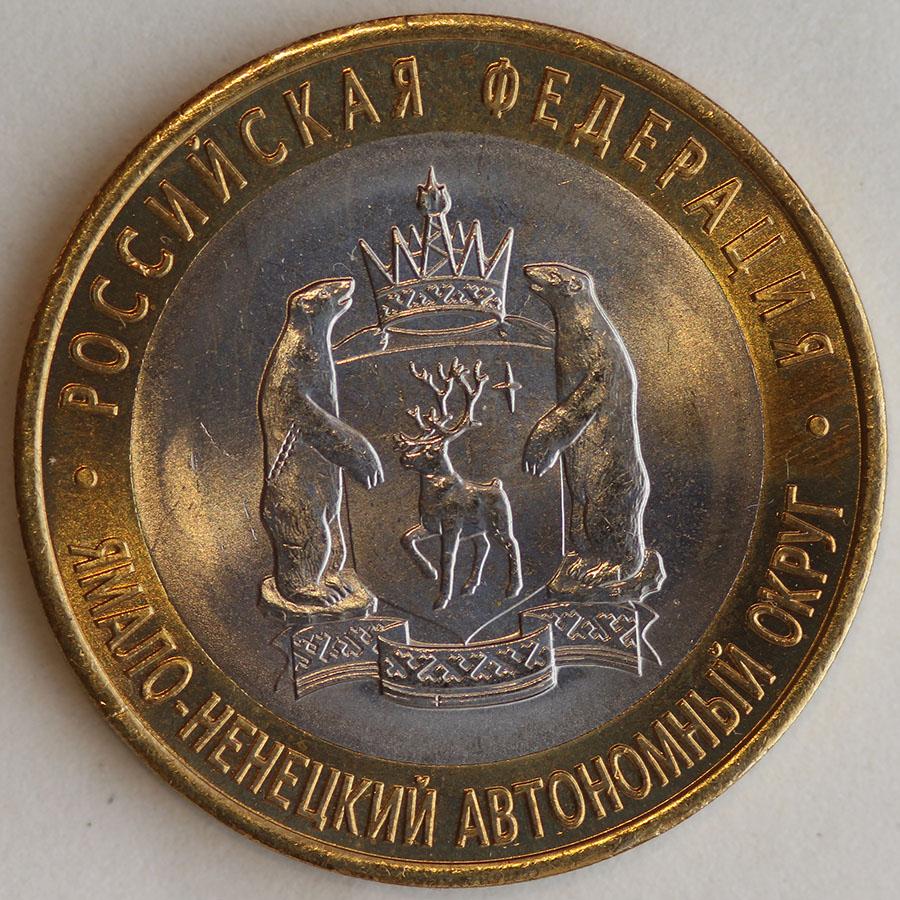 РОССИЙСКАЯ ФЕДЕРАЦИЯ
ЯМАЛО-НЕНЕЦКИЙ АВТОНОМНЫЙ ОКРУГ